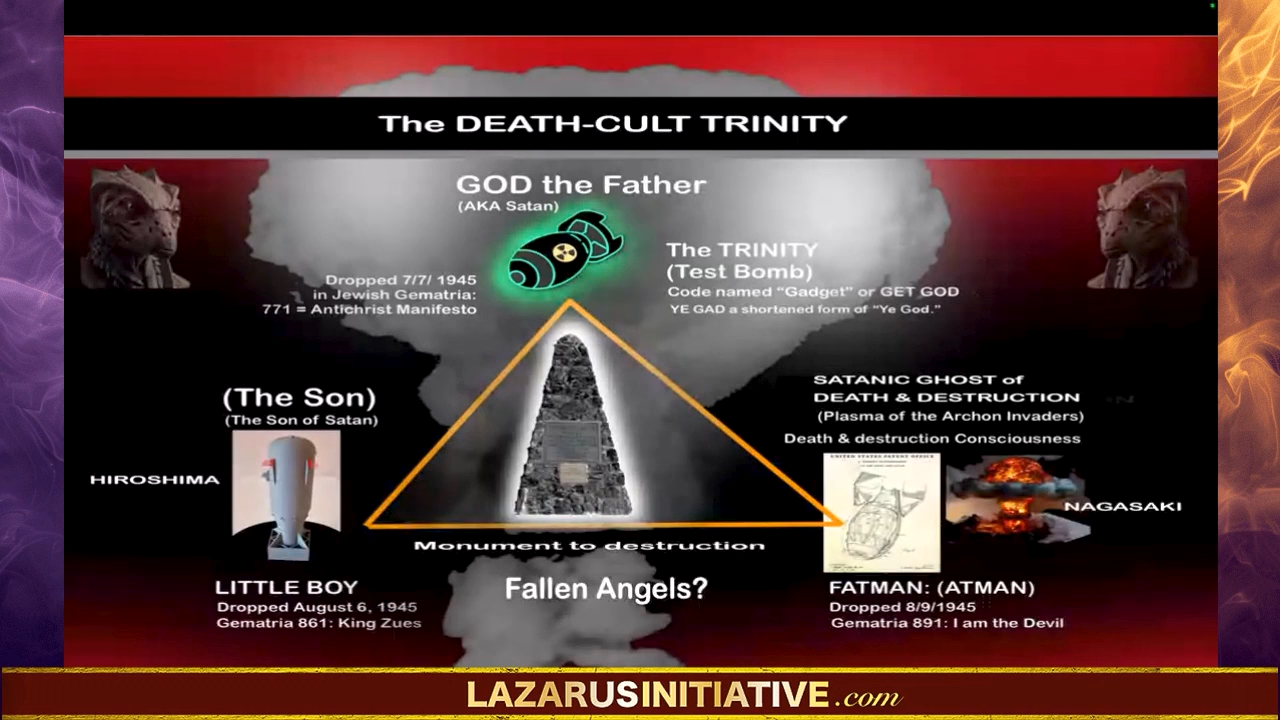 The DEATH-CULT TRINITY
GOD the Father
(AKA Satan)
The TRINITY
(Test Bomb)
Code named "Gadget" or GET GOD
YE GAD a shortened form of "Ye God."
Dropped 7/7/ 1945
in Jewish Gematria:
771 = Antichrist Manifesto
(The Son)
(The Son of Satan)
HIROSHIMA
LITTLE BOY
Dropped August 6, 1945
Gematria 861: King Zues
Monument to destruction
Fallen Angels?
SATANIC GHOST of
DEATH & DESTRUCTION
(Plasma of the Archon Invaders)
Death & destruction Consciousness
UNITED STATES PATENT OFFICE
NAGASAKI
FATMAN: (ATMAN)
Dropped 8/9/1945
Gematria 891: I am the Devil
LAZARUSINITIATIVE.com